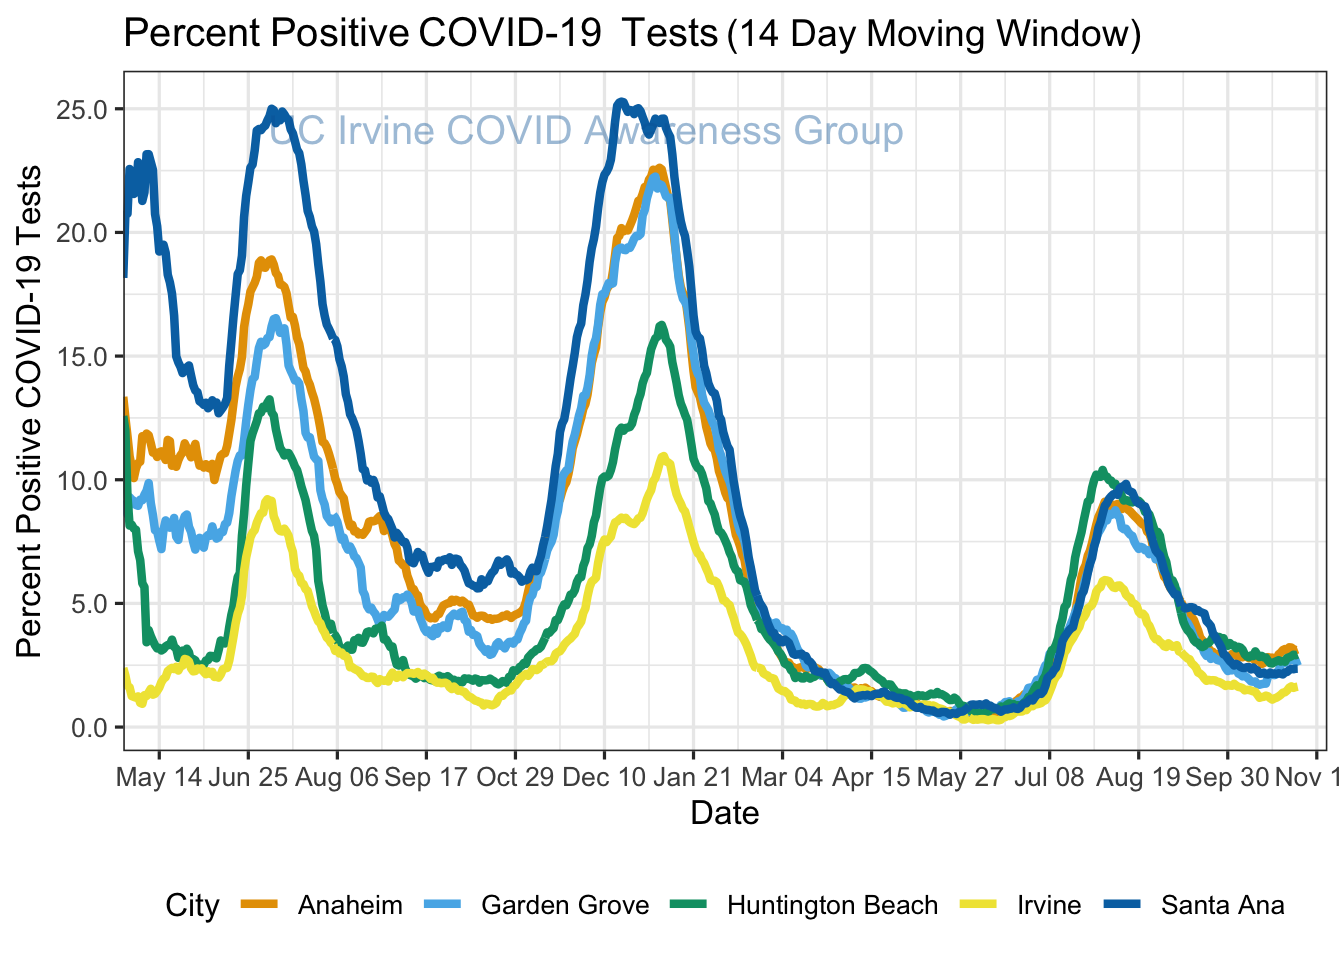 Percent Positive COVID-19  Tests (14 Day Moving Window)
UC Irvine COVID Awareness Group
Percent Positive COVID-19 Tests
25.0
20.0
15.0
10.0
5.0
0.0
May 14 Jun 25 Aug 06 Sep 17 Oct 29 Dec 10 Jan 21 Mar 04 Apr 15 May 27 Jul 08 Aug 19 Sep 30 Nov 1
Date
City Anaheim Garden Grove Huntington Beach Irvine Santa Ana